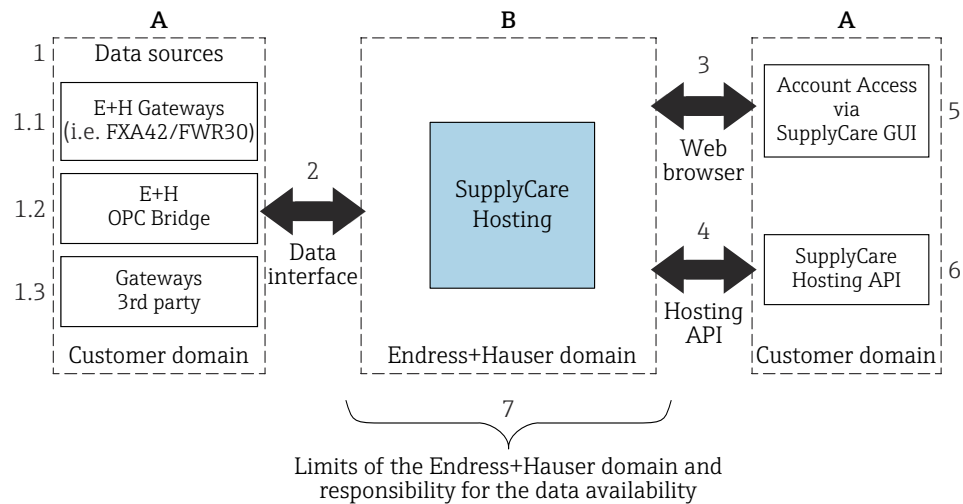 A
B
A
1
Data sources
1.1
E+H Gateways
(i.e. FXA42/FWR30)
1.2
E+H
OPC Bridge
1.3
Gateways
3rd party
Customer domain
2
Data
interface
SupplyCare
Hosting
Endress+Hauser domain
3
Web
browser
4
Hosting
API
Account Access
via
SupplyCare GUI
5
SupplyCare
Hosting API
6
Customer domain
7
Limits of the Endress+Hauser domain and
responsibility for the data availability